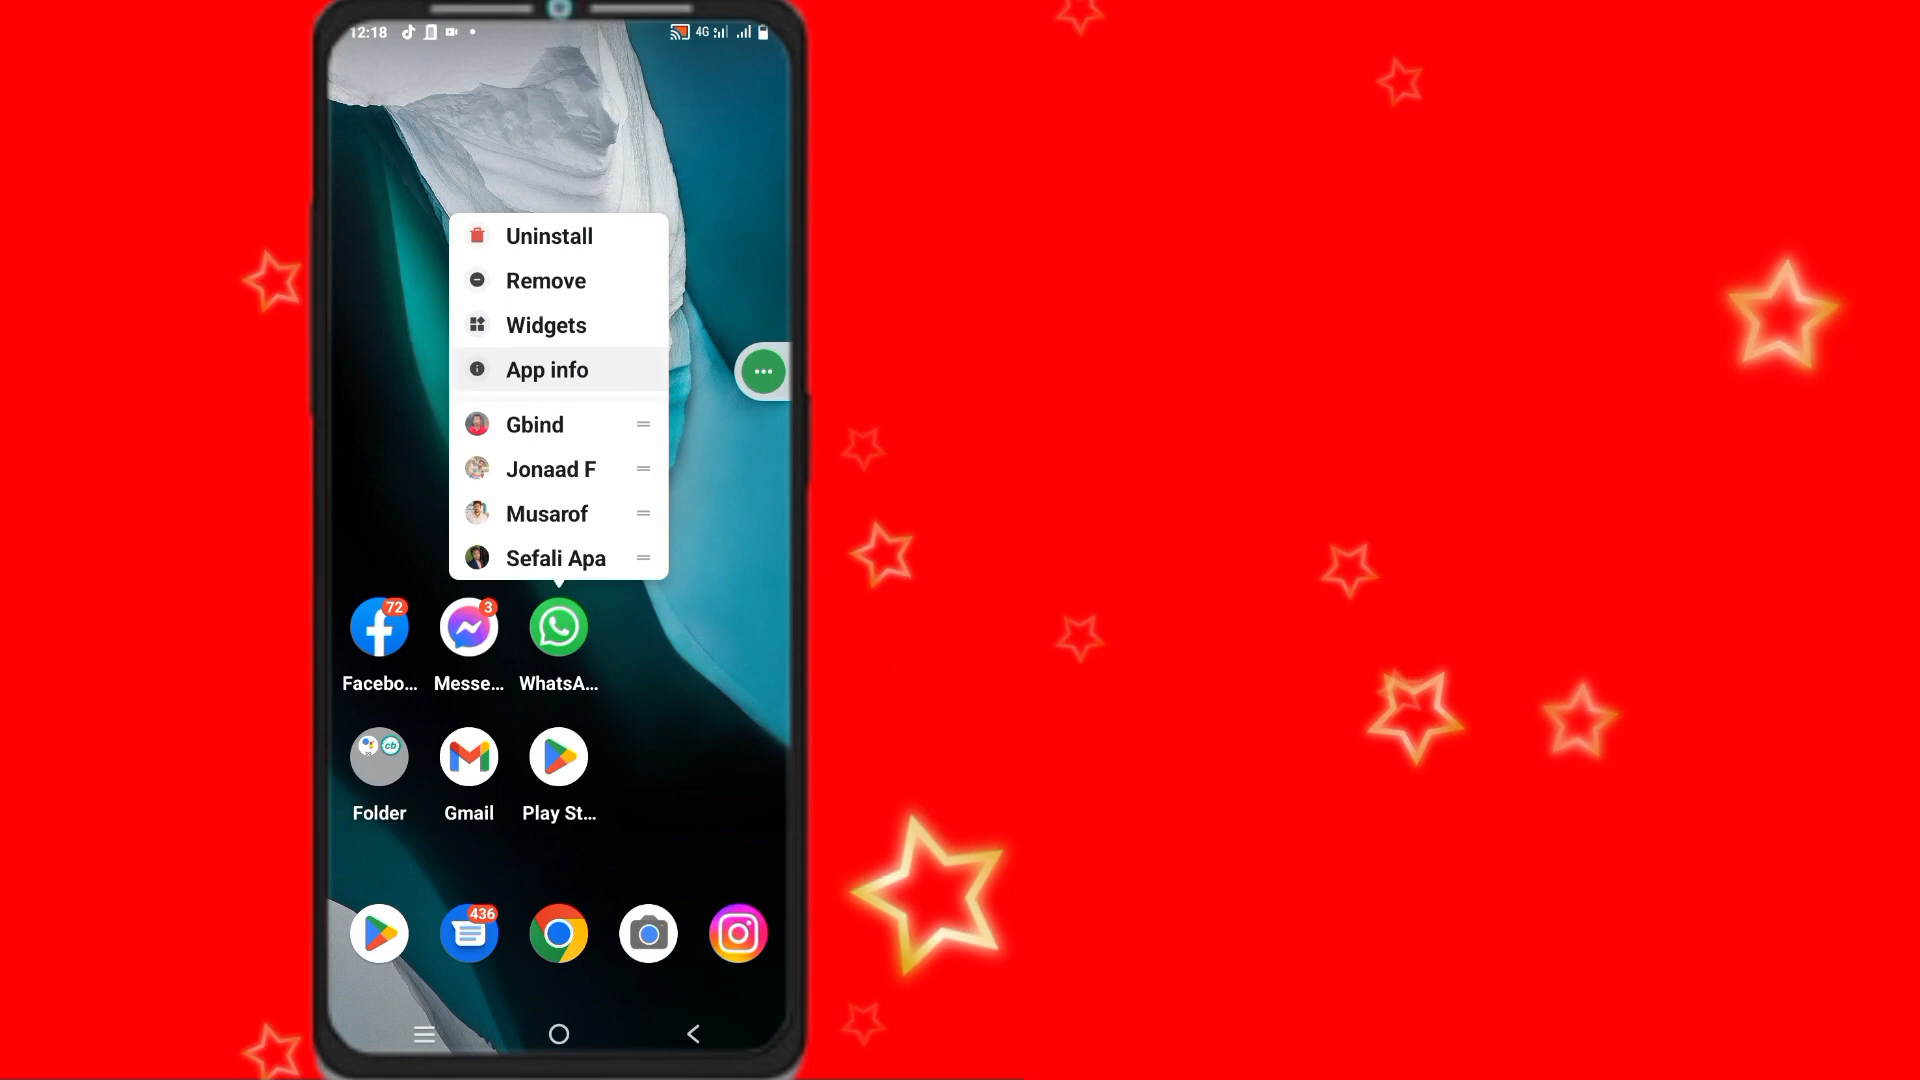 12:18
4G
Uninstall
Remove
Widgets
App info
Gbind
Jonaad F
Musarof
Sefali Apa
72
3
Facebo...
Messe...
WhatsA...
cb
Folder
Gmail
Play St...
436